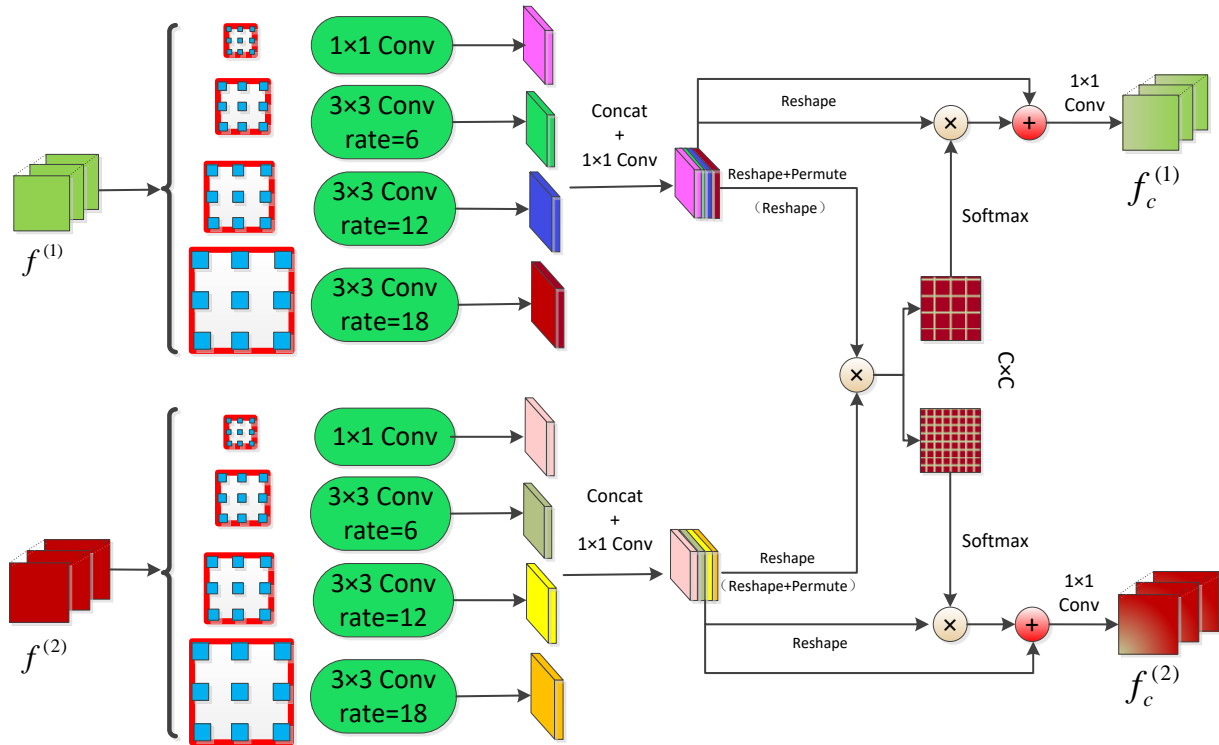 1×1 Conv
3×3 Conv
rate=6
3×3 Conv
rate=12
3×3 Conv
rate=18
f^{(1)}
Concat
+
1×1 Conv
Reshape
Reshape+Permute
（Reshape）
×
+
1×1
Conv
f_c^{(1)}
Softmax
×
C×C
1×1 Conv
3×3 Conv
rate=6
3×3 Conv
rate=12
3×3 Conv
rate=18
f^{(2)}
Concat
+
1×1 Conv
Reshape
（Reshape+Permute）
Reshape
Softmax
×
+
1×1
Conv
f_c^{(2)}